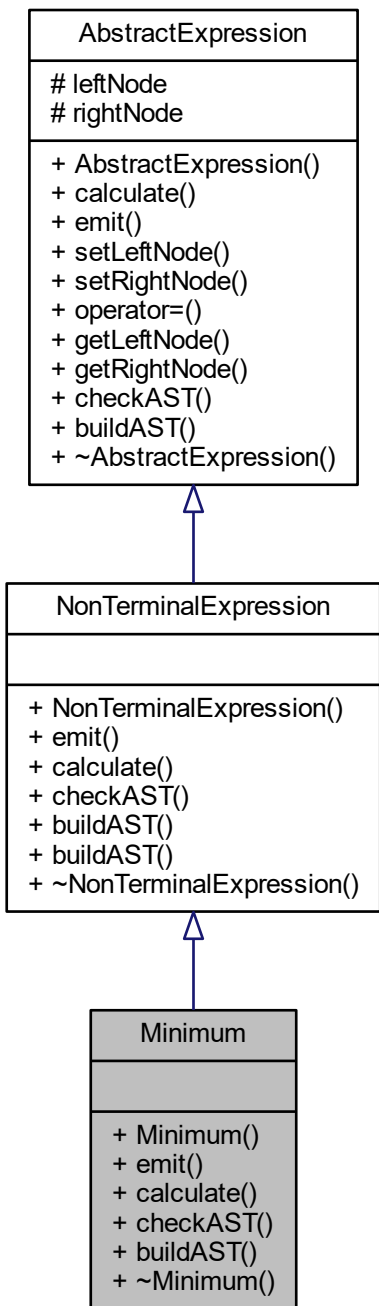 AbstractExpression
# leftNode
# rightNode
+ AbstractExpression()
+ calculate()
+ emit()
+ setLeftNode()
+ setRightNode()
+ operator=()
+ getLeftNode()
+ getRightNode()
+ checkAST()
+ buildAST()
+ ~AbstractExpression()
NonTerminalExpression
+ NonTerminalExpression()
+ emit()
+ calculate()
+ checkAST()
+ buildAST()
+ buildAST()
+ ~NonTerminalExpression()
Minimum
+ Minimum()
+ emit()
+ calculate()
+ checkAST()
+ buildAST()
+ ~Minimum()